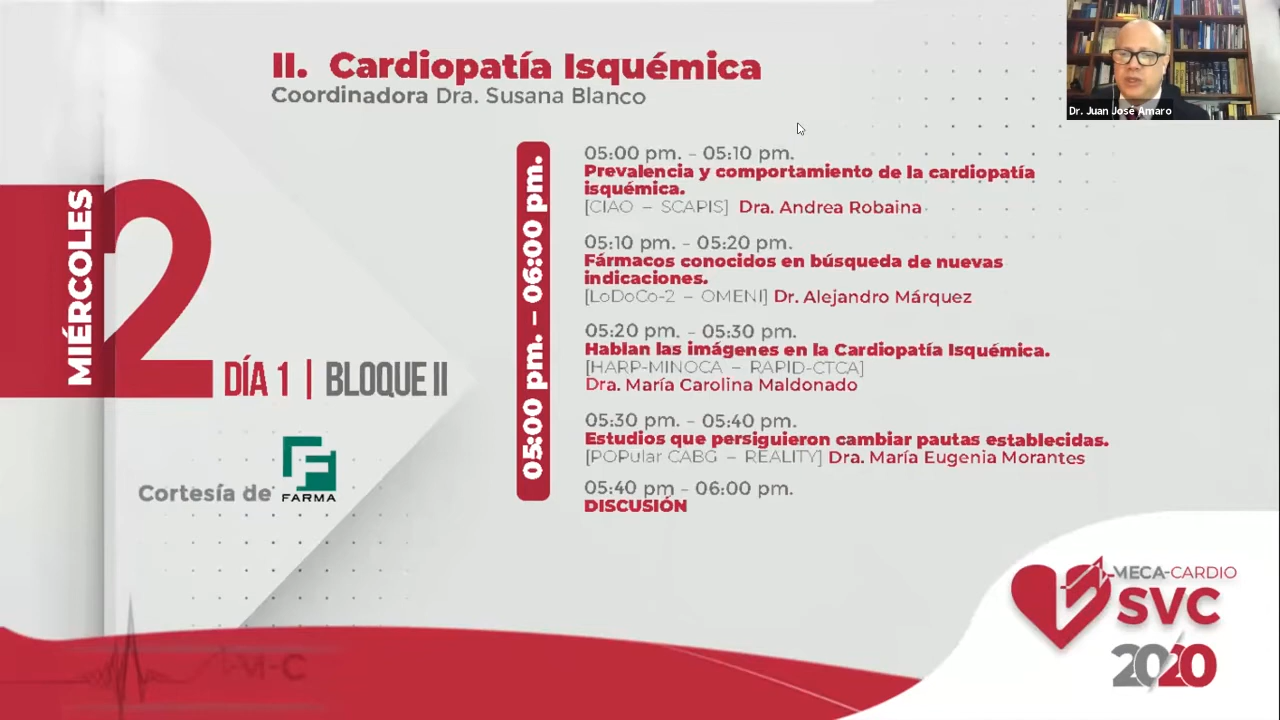 II. Cardiopatía Isquémica
Coordinadora Dra. Susana Blanco
Dr. Juan José Amaro
MIÉRCOLES
2
DÍA 1 | BLOQUE II
Cortesía de
FARMA
05:00 pm. – 06:00 pm.
05:00 pm. – 05:10 pm.
Prevalencia y comportamiento de la cardiopatía
isquémica.
[CIAO – SCAPIS] Dra. Andrea Robaina
05:10 pm. – 05:20 pm.
Fármacos conocidos en búsqueda de nuevas
indicaciones.
[LoDoCo-2 – OMENI] Dr. Alejandro Márquez
05:20 pm. – 05:30 pm.
Hablan las imágenes en la Cardiopatía Isquémica.
[HARP-MINOCA – RAPID-CTCA]
Dra. María Carolina Maldonado
05:30 pm. – 05:40 pm.
Estudios que persiguieron cambiar pautas establecidas.
[POPular CABG – REALITY] Dra. María Eugenia Morantes
05:40 pm – 06:00 pm.
DISCUSIÓN
MECA-CARDIO
SVC
2020